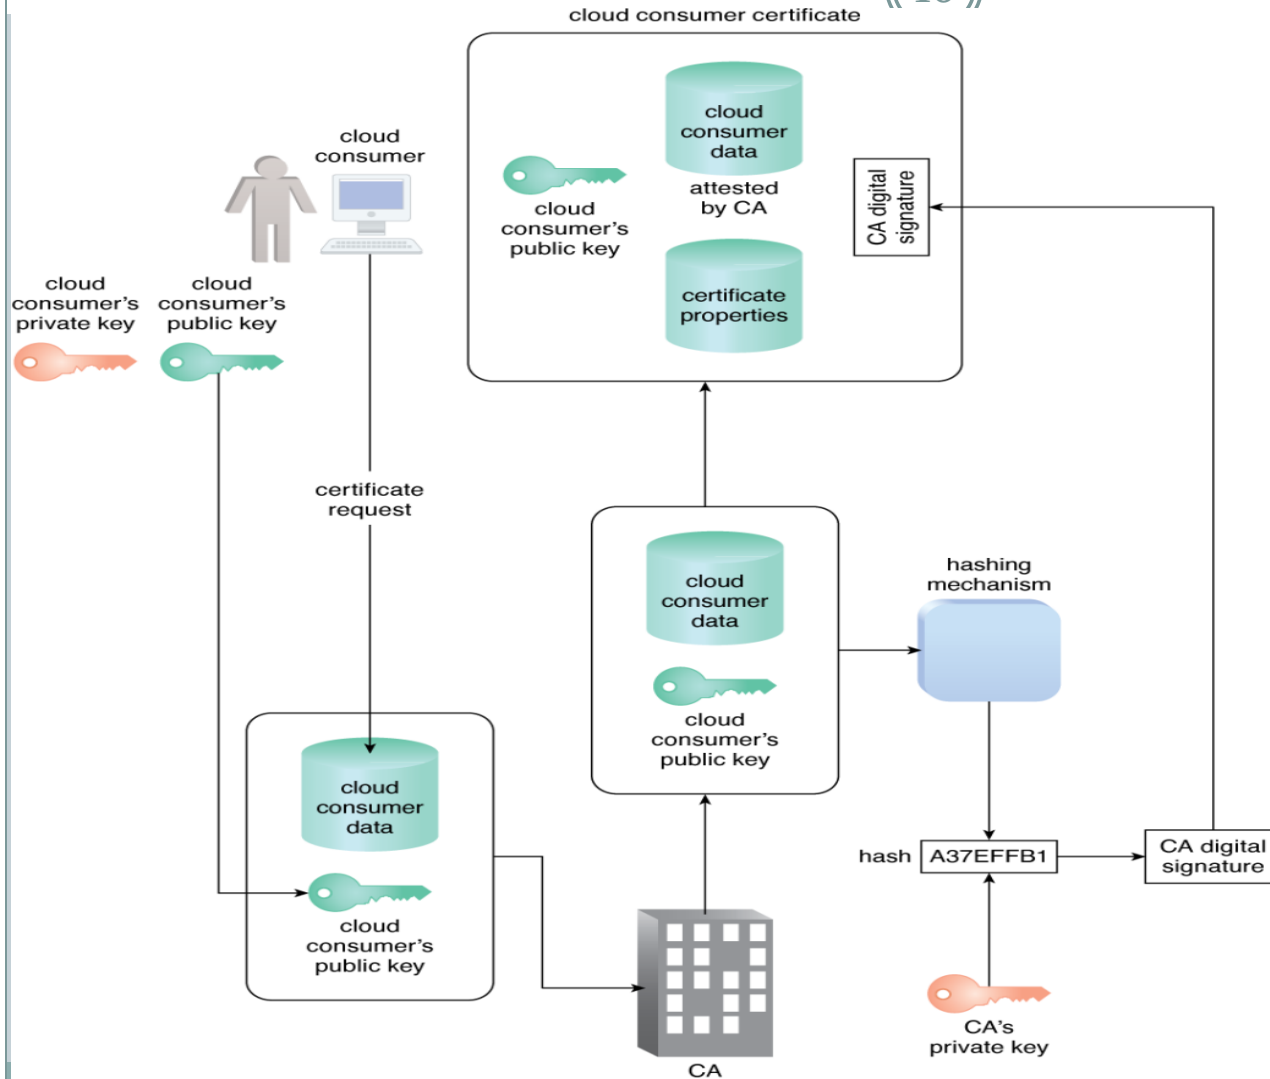 cloud consumer certificate
cloud
consumer
data
attested
by CA
cloud
consumer's
public key
certificate
properties
CA digital
signature
cloud
consumer
cloud
consumer's
private key
cloud
consumer's
public key
certificate
request
cloud
consumer
data
cloud
consumer's
public key
hashing
mechanism
cloud
consumer
data
cloud
consumer's
public key
hash
A37EFFB1
CA digital
signature
CA's
private key
CA